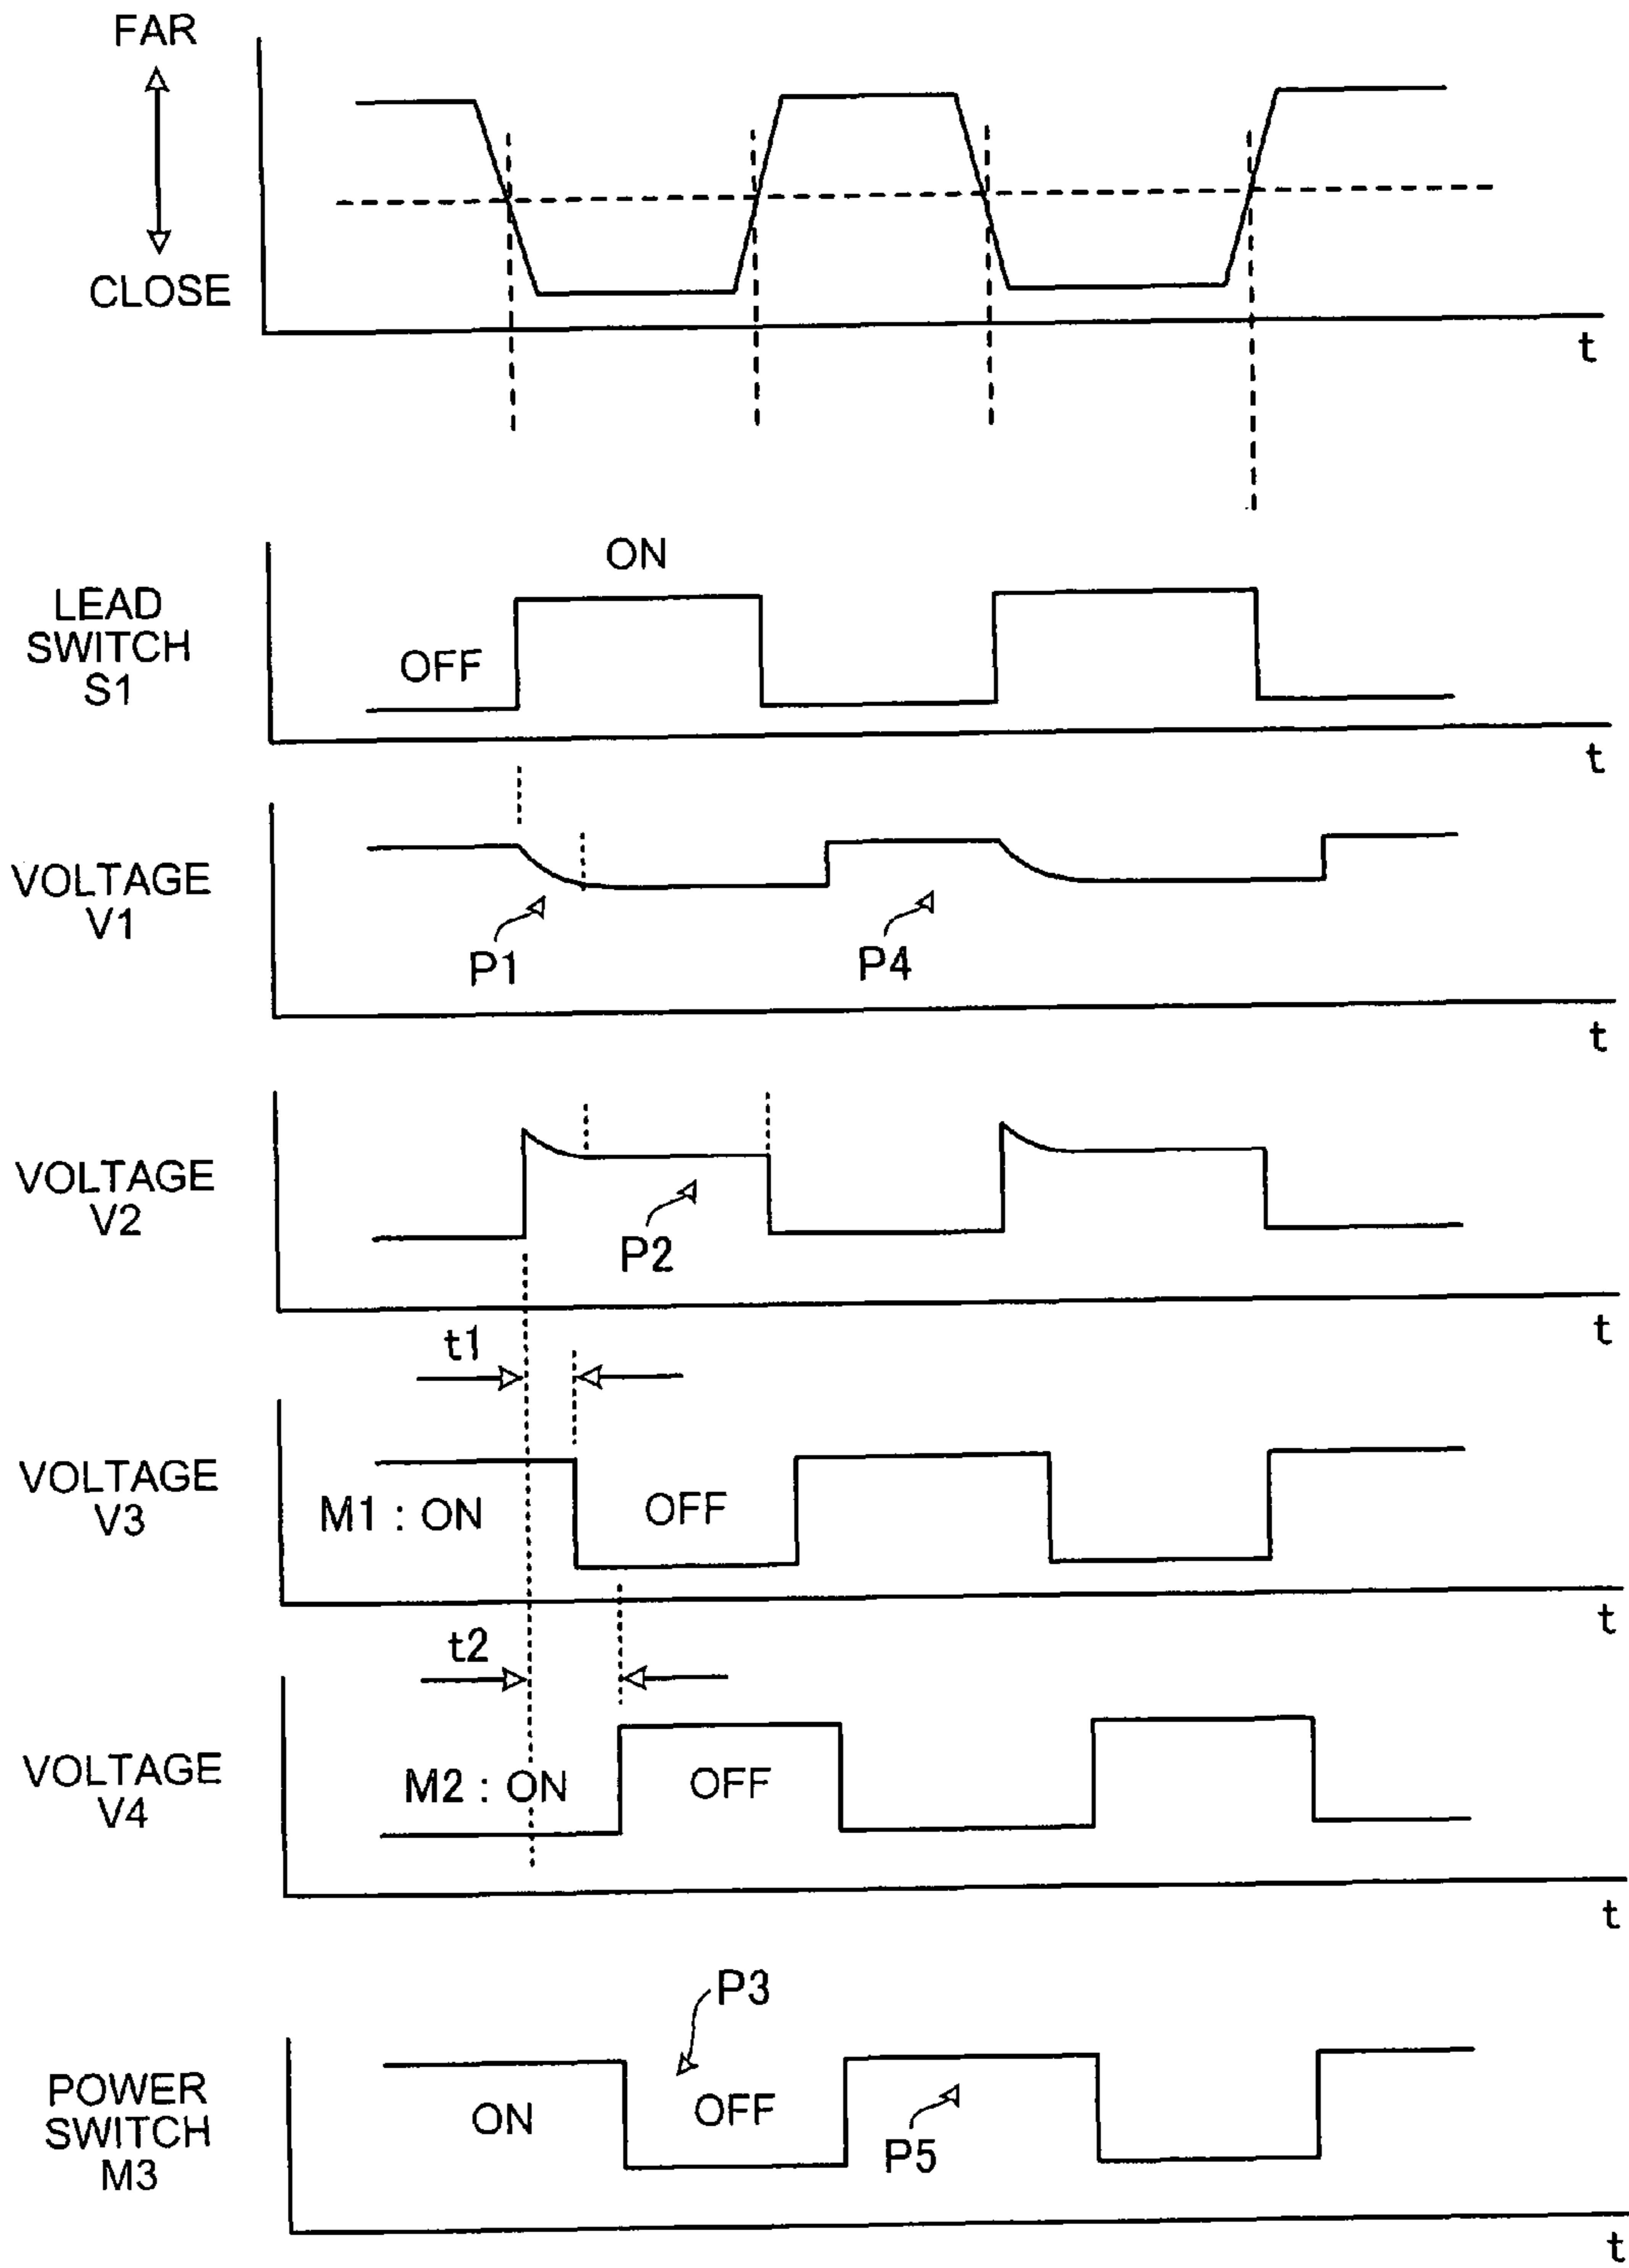 FAR
CLOSE
t
LEAD
SWITCH
S1
OFF
ON
t
VOLTAGE
V1
P1
P4
t
VOLTAGE
V2
P2
t
t1
VOLTAGE
V3
M1 : ON
OFF
t
t2
VOLTAGE
V4
M2 : ON
OFF
t
POWER
SWITCH
M3
ON
P3
OFF
P5
t